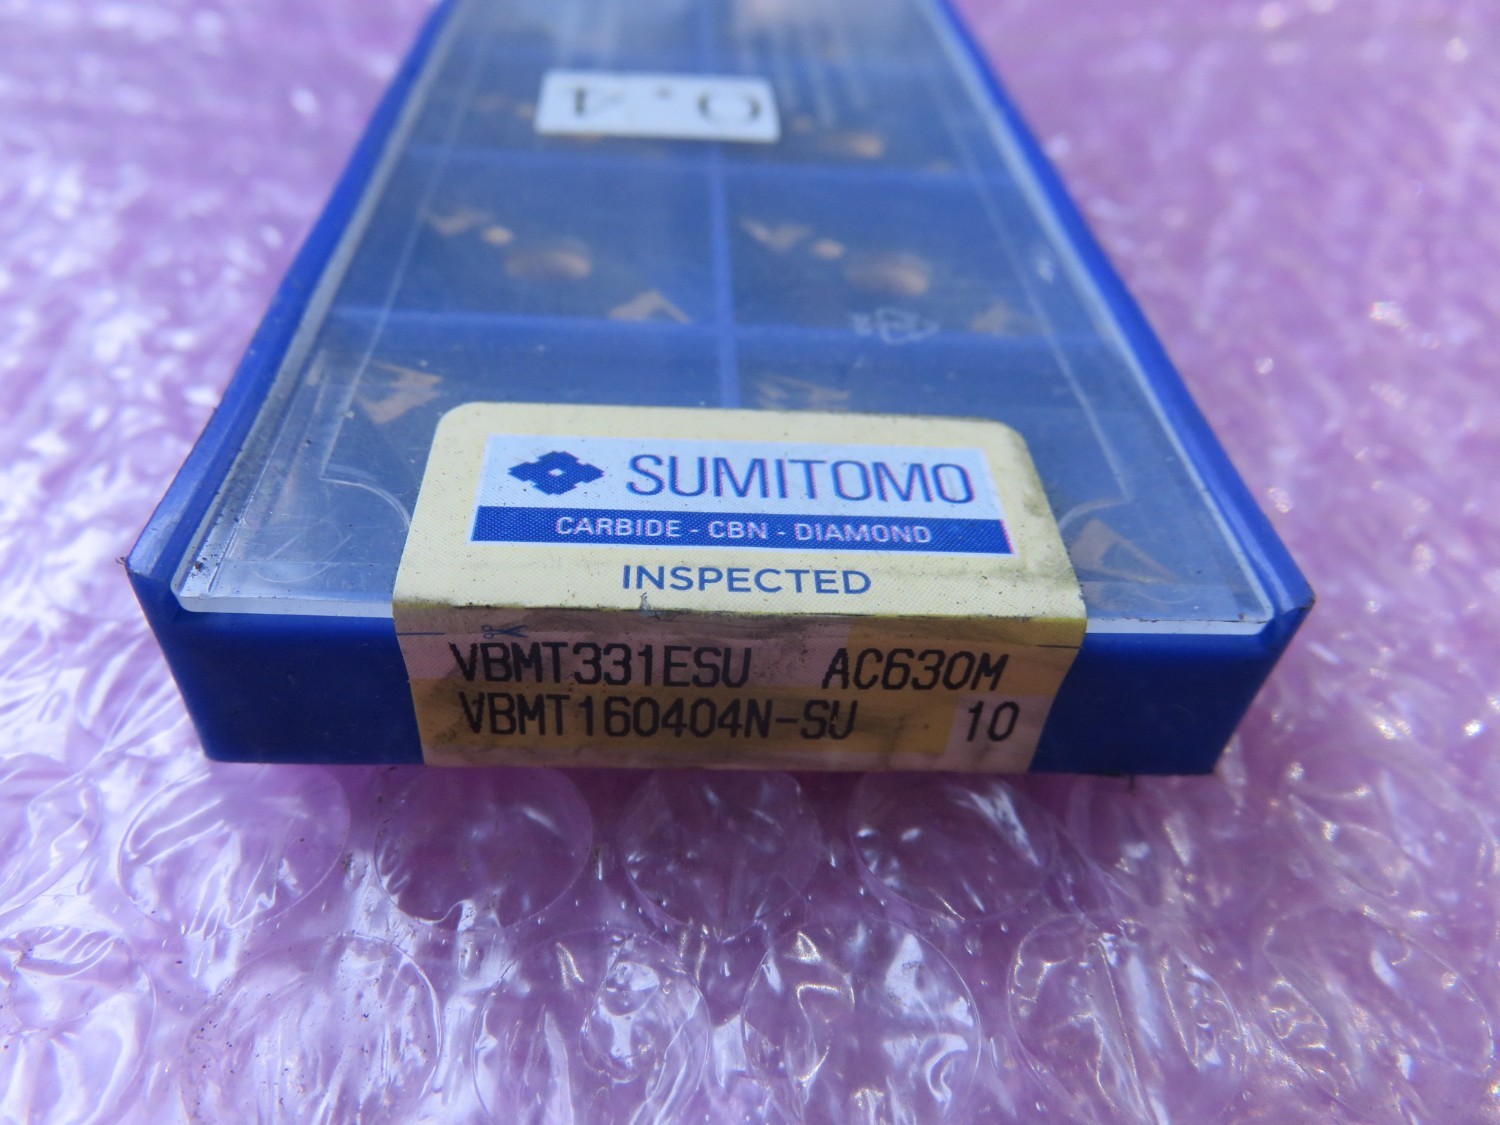 0.4
SUMITOMO
CARBIDE - CBN - DIAMOND
INSPECTED
VBMT331ESU AC630M
VBMT160404N-SU 10